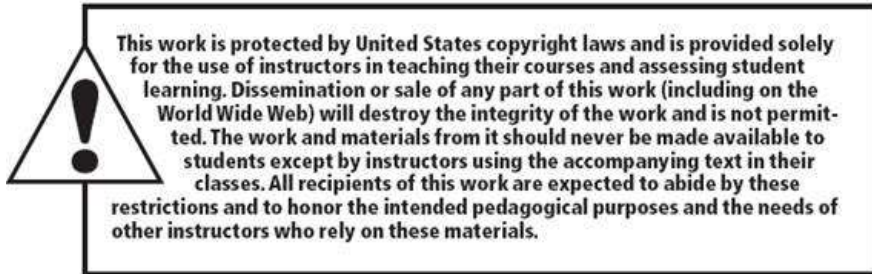 This work is protected by United States copyright laws and is provided solely
for the use of instructors in teaching their courses and assessing student
learning. Dissemination or sale of any part of this work (including on the
World Wide Web) will destroy the integrity of the work and is not permit-
ted. The work and materials from it should never be made available to
students except by instructors using the accompanying text in their
classes. All recipients of this work are expected to abide by these
restrictions and to honor the intended pedagogical purposes and the needs of
other instructors who rely on these materials.